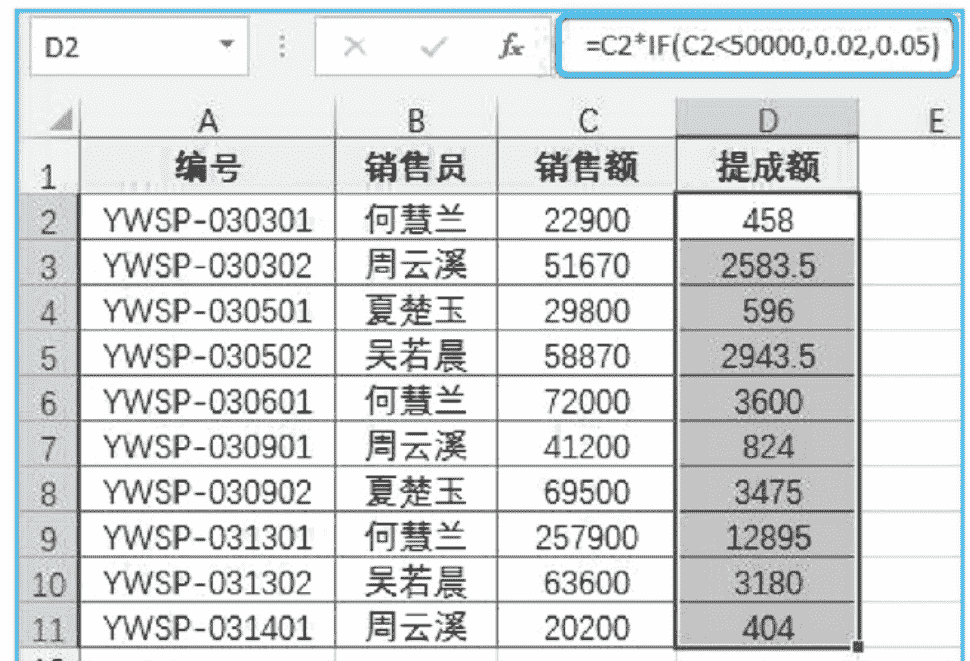 D2 fx =C2*IF(C2<50000,0.02,0.05)
A B C D E
1 编号 销售员 销售额 提成额
2 YWSP-030301 何慧兰 22900 458
3 YWSP-030302 周云溪 51670 2583.5
4 YWSP-030501 夏楚玉 29800 596
5 YWSP-030502 吴若晨 58870 2943.5
6 YWSP-030601 何慧兰 72000 3600
7 YWSP-030901 周云溪 41200 824
8 YWSP-030902 夏楚玉 69500 3475
9 YWSP-031301 何慧兰 257900 12895
10 YWSP-031302 吴若晨 63600 3180
11 YWSP-031401 周云溪 20200 404